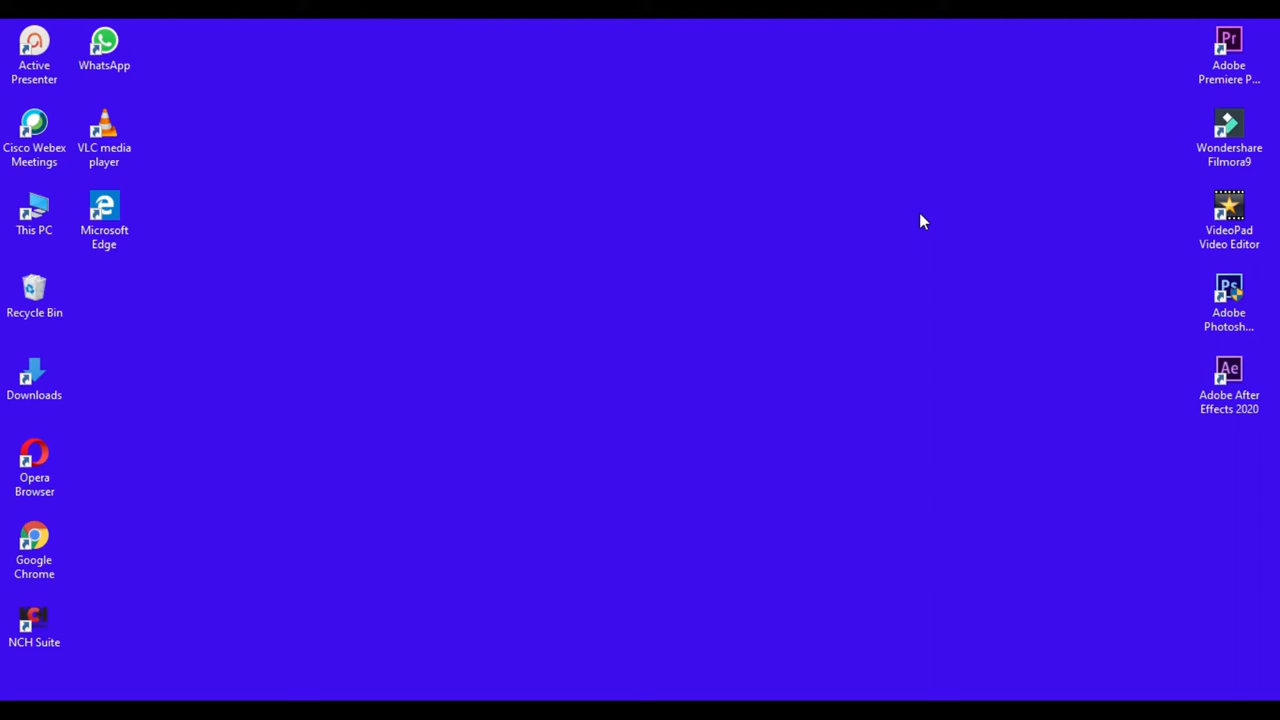 Active
Presenter
WhatsApp
Pr
Adobe
Premiere P...
Cisco Webex
Meetings
VLC media
player
Wondershare
Filmora9
This PC
Microsoft
Edge
VideoPad
Video Editor
Recycle Bin
Ps
Adobe
Photosh...
Downloads
Ae
Adobe After
Effects 2020
Opera
Browser
Google
Chrome
NCH Suite